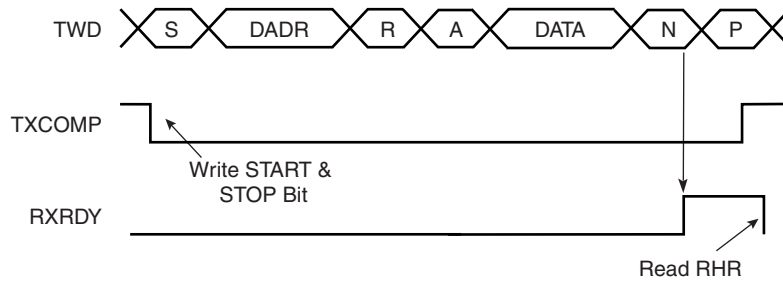 TWD S DADR R A DATA N P
TXCOMP
Write START &
STOP Bit
RXRDY
Read RHR